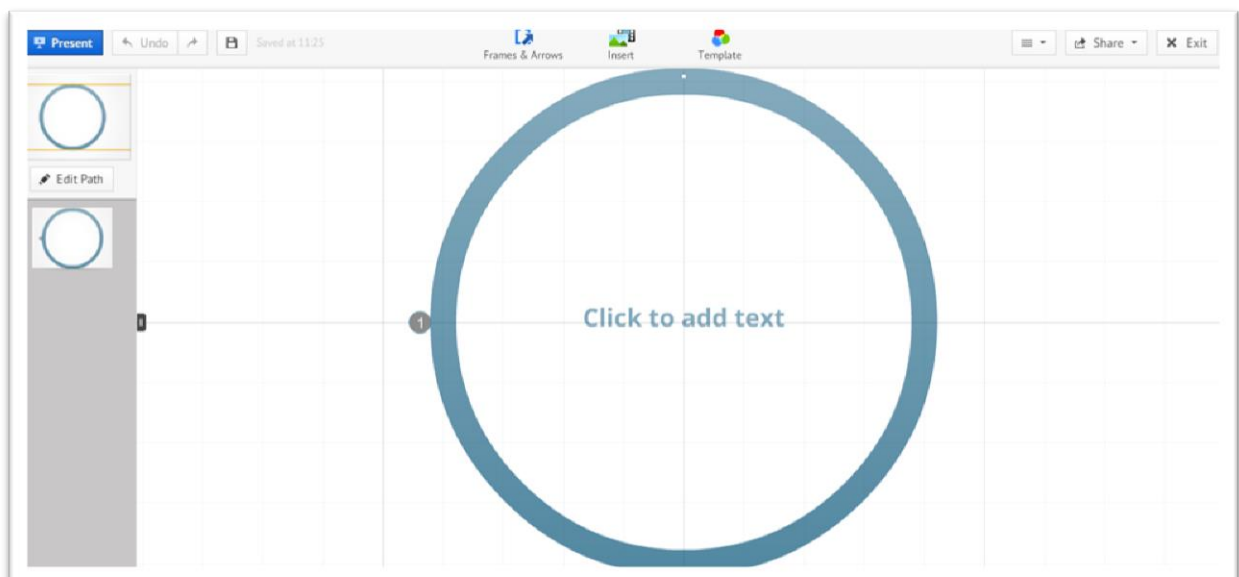 Present Undo Saved at 11:25 Frames & Arrows Insert Template Share Exit
Edit Path
1 Click to add text